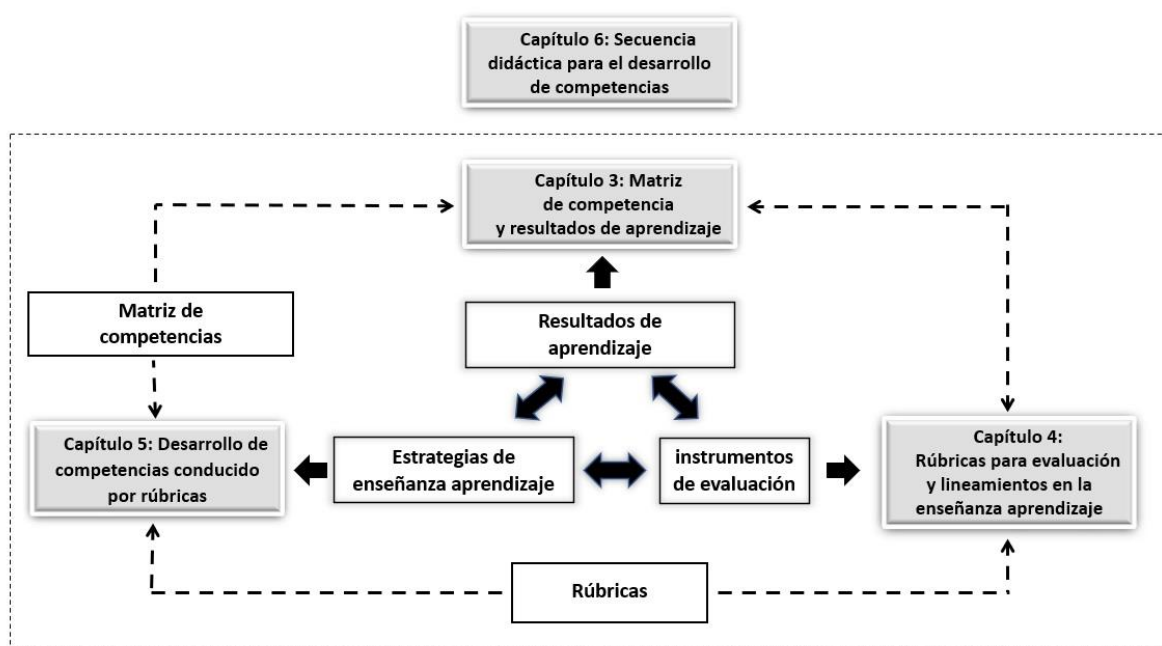 Capítulo 6: Secuencia
didáctica para el desarrollo
de competencias
Capítulo 3: Matriz
de competencia
y resultados de aprendizaje
Matriz de
competencias
Resultados de
aprendizaje
Capítulo 5: Desarrollo de
competencias conducido
por rúbricas
Estrategias de
enseñanza aprendizaje
instrumentos
de evaluación
Capítulo 4:
Rúbricas para evaluación
y lineamientos en la
enseñanza aprendizaje
Rúbricas